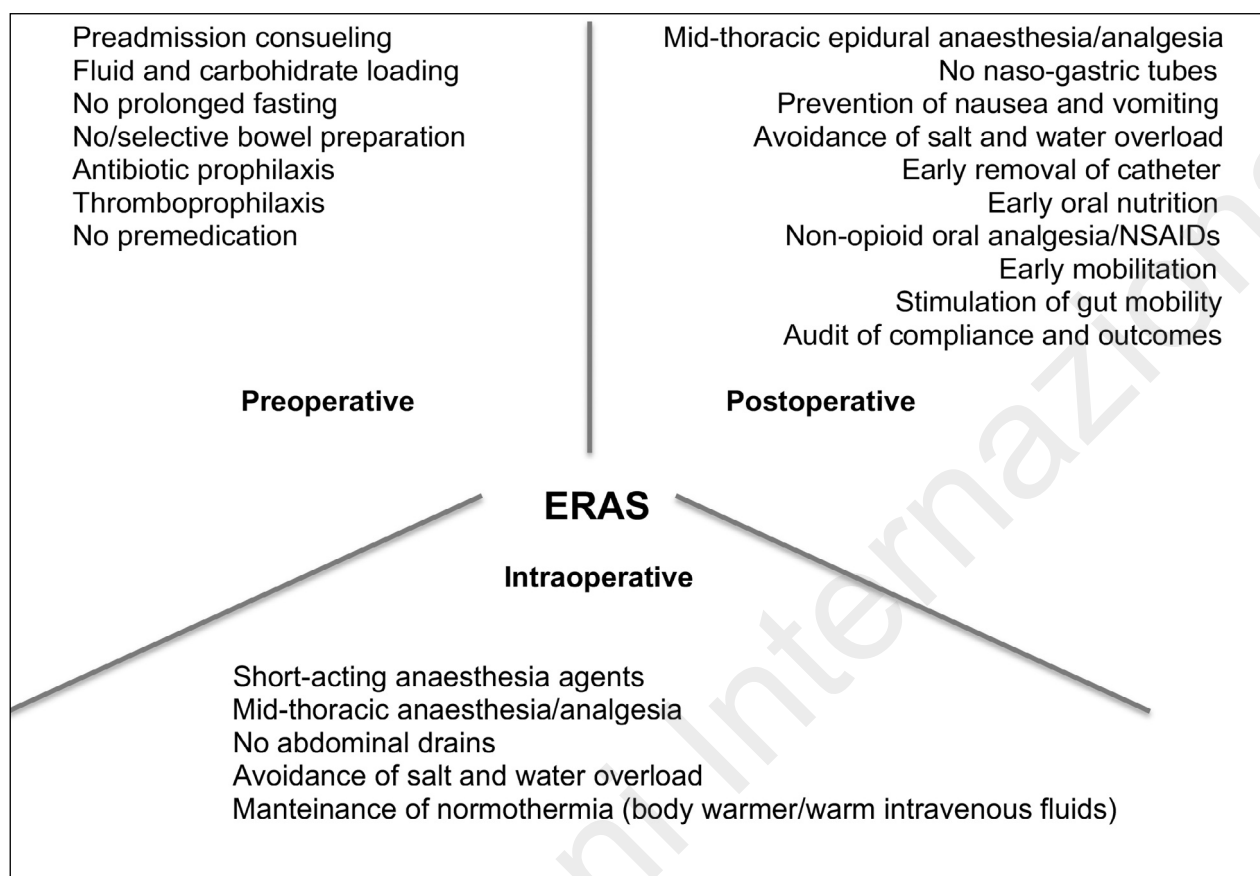 Preadmission consueling
Fluid and carbohidrate loading
No prolonged fasting
No/selective bowel preparation
Antibiotic prophilaxis
Thromboprophilaxis
No premedication
Preoperative
Mid-thoracic epidural anaesthesia/analgesia
No naso-gastric tubes
Prevention of nausea and vomiting
Avoidance of salt and water overload
Early removal of catheter
Early oral nutrition
Non-opioid oral analgesia/NSAIDs
Early mobilitation
Stimulation of gut mobility
Audit of compliance and outcomes
Postoperative
ERAS
Intraoperative
Short-acting anaesthesia agents
Mid-thoracic anaesthesia/analgesia
No abdominal drains
Avoidance of salt and water overload
Manteinance of normothermia (body warmer/warm intravenous fluids)